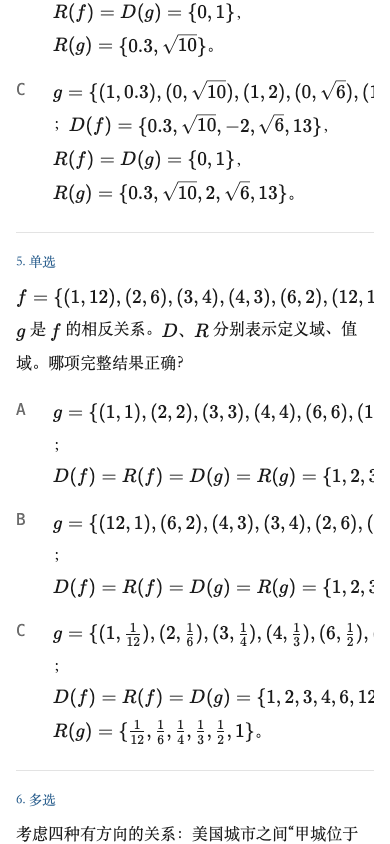 R(f) = D(g) = {0, 1},
R(g) = {0.3, √10}。
C g = {(1, 0.3), (0, √10), (1, 2), (0, √6), (1
; D(f) = {0.3, √10, −2, √6, 13},
R(f) = D(g) = {0, 1},
R(g) = {0.3, √10, 2, √6, 13}。
5. 单选
f = {(1, 12), (2, 6), (3, 4), (4, 3), (6, 2), (12, 1
g 是 f 的相反关系。D、R 分别表示定义域、值
域。哪项完整结果正确?
A g = {(1, 1), (2, 2), (3, 3), (4, 4), (6, 6), (1
;
D(f) = R(f) = D(g) = R(g) = {1, 2, 3
B g = {(12, 1), (6, 2), (4, 3), (3, 4), (2, 6), (
;
D(f) = R(f) = D(g) = R(g) = {1, 2, 3
C g = {(1, 1/12), (2, 1/6), (3, 1/4), (4, 1/3), (6, 1/2),
;
D(f) = R(f) = D(g) = {1, 2, 3, 4, 6, 12
R(g) = {1/12, 1/6, 1/4, 1/3, 1/2, 1}。
6. 多选
考虑四种有方向的关系：美国城市之间“甲城位于